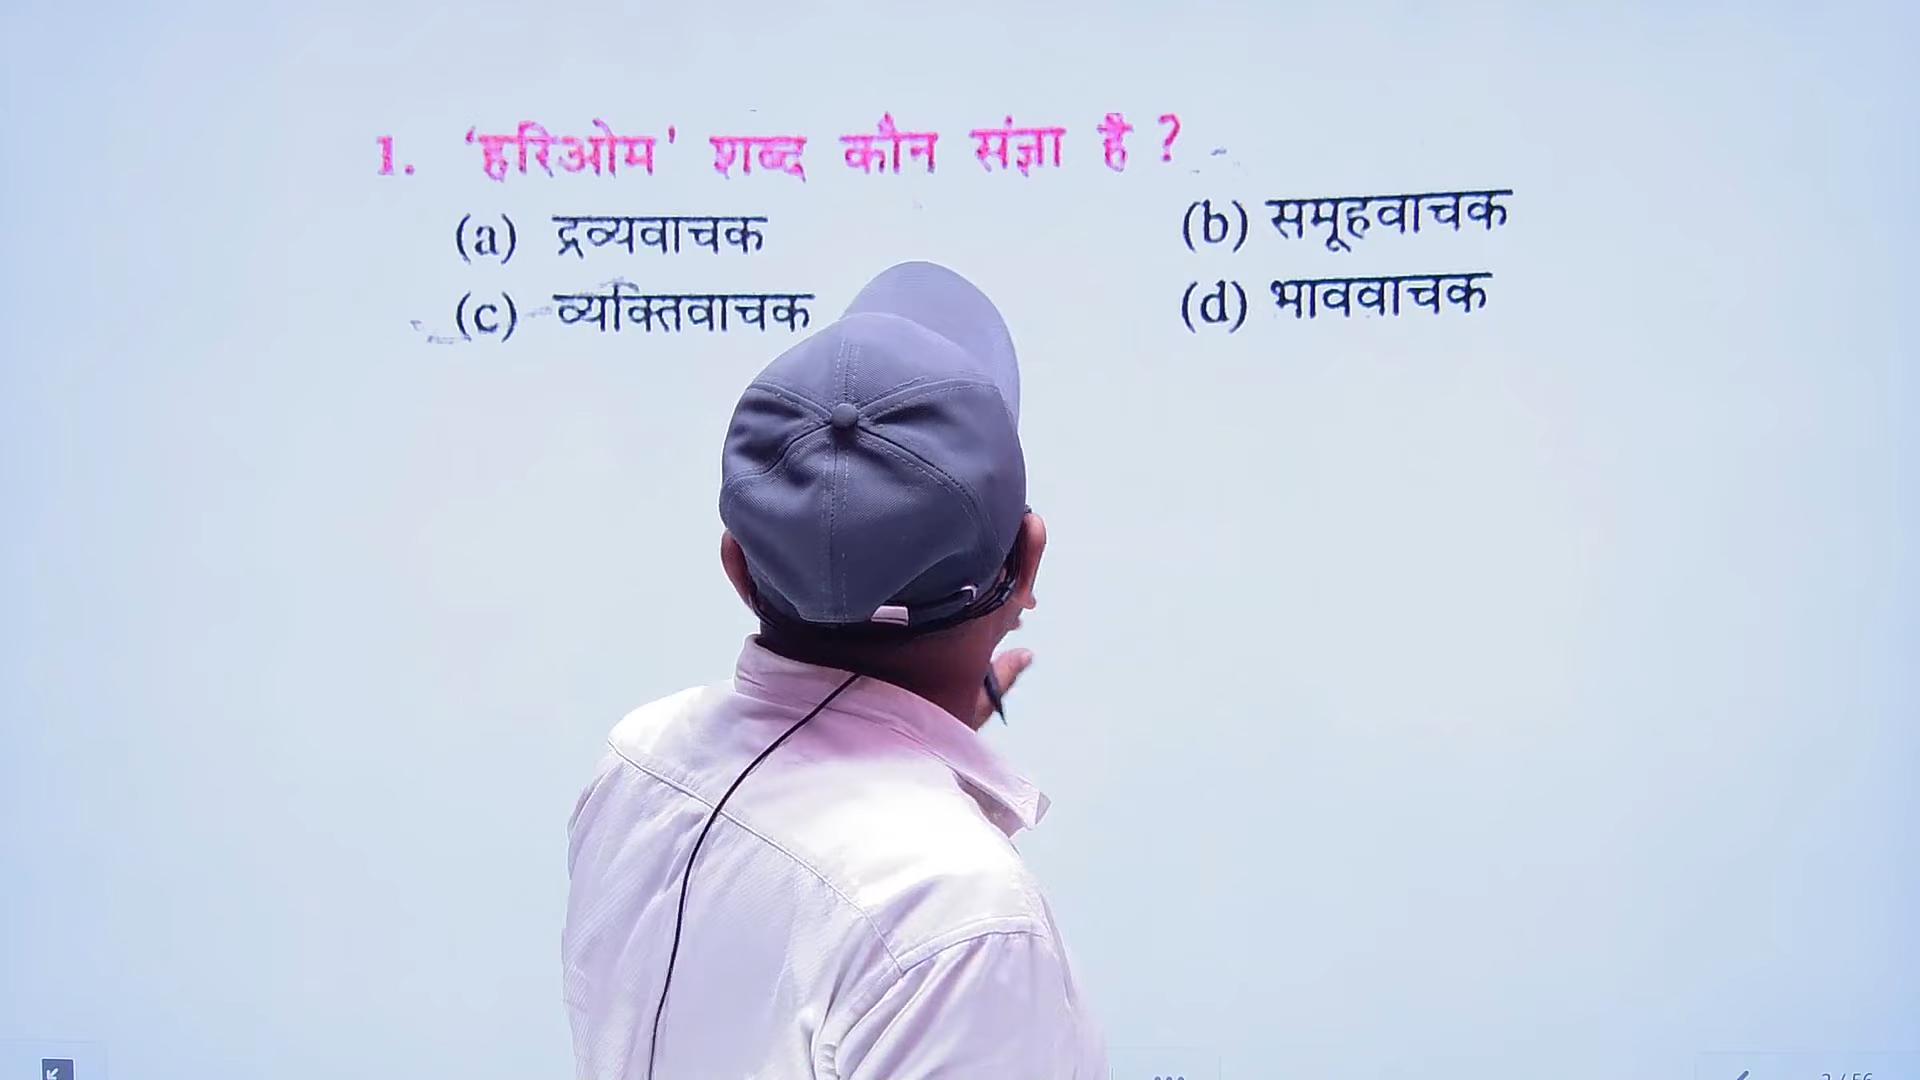 1. ‘हरिओम’ शब्द कौन संज्ञा है ?
(a) द्रव्यवाचक (b) समूहवाचक
(c) व्यक्तिवाचक (d) भाववाचक